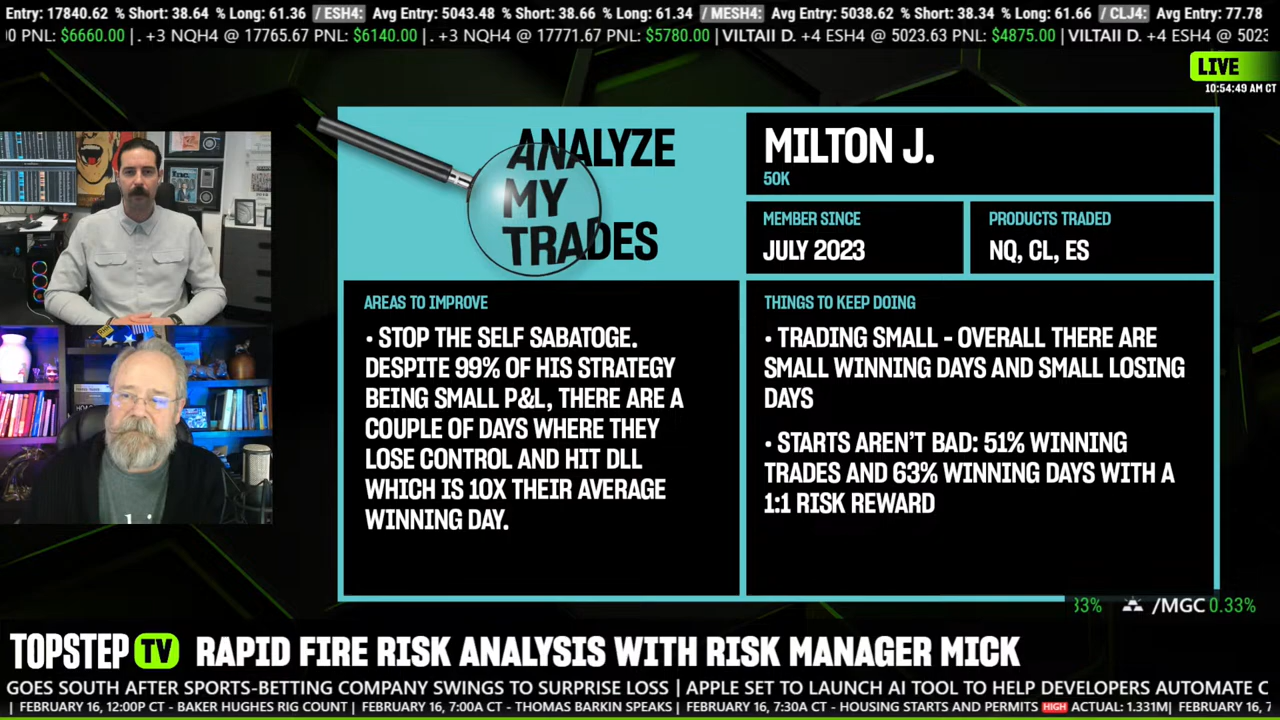 Entry: 17840.62 % Short: 38.64 % Long: 61.36 /ESH4: Avg Entry: 5043.48 % Short: 38.66 % Long: 61.34 /MESH4: Avg Entry: 5038.62 % Short: 38.34 % Long: 61.66 /CLJ4: Avg Entry: 77.78
0 PNL: $6660.00 | . +3 NQH4 @ 17765.67 PNL: $6140.00 | . +3 NQH4 @ 17771.67 PNL: $5780.00 | VILTAII D. +4 ESH4 @ 5023.63 PNL: $4875.00 | VILTAII D. +4 ESH4 @ 5023
LIVE
10:54:49 AM CT
ANALYZE
MY
TRADES
MILTON J.
50K
MEMBER SINCE
JULY 2023
PRODUCTS TRADED
NQ, CL, ES
AREAS TO IMPROVE
• STOP THE SELF SABATOGE.
DESPITE 99% OF HIS STRATEGY
BEING SMALL P&L, THERE ARE A
COUPLE OF DAYS WHERE THEY
LOSE CONTROL AND HIT DLL
WHICH IS 10X THEIR AVERAGE
WINNING DAY.
THINGS TO KEEP DOING
• TRADING SMALL - OVERALL THERE ARE
SMALL WINNING DAYS AND SMALL LOSING
DAYS
• STARTS AREN'T BAD: 51% WINNING
TRADES AND 63% WINNING DAYS WITH A
1:1 RISK REWARD
33% /MGC 0.33%
TOPSTEP TV RAPID FIRE RISK ANALYSIS WITH RISK MANAGER MICK
GOES SOUTH AFTER SPORTS-BETTING COMPANY SWINGS TO SURPRISE LOSS | APPLE SET TO LAUNCH AI TOOL TO HELP DEVELOPERS AUTOMATE C
| FEBRUARY 16, 12:00P CT - BAKER HUGHES RIG COUNT | FEBRUARY 16, 7:00A CT - THOMAS BARKIN SPEAKS | FEBRUARY 16, 7:30A CT - HOUSING STARTS AND PERMITS HIGH ACTUAL: 1.331M| FEBRUARY 16, 7